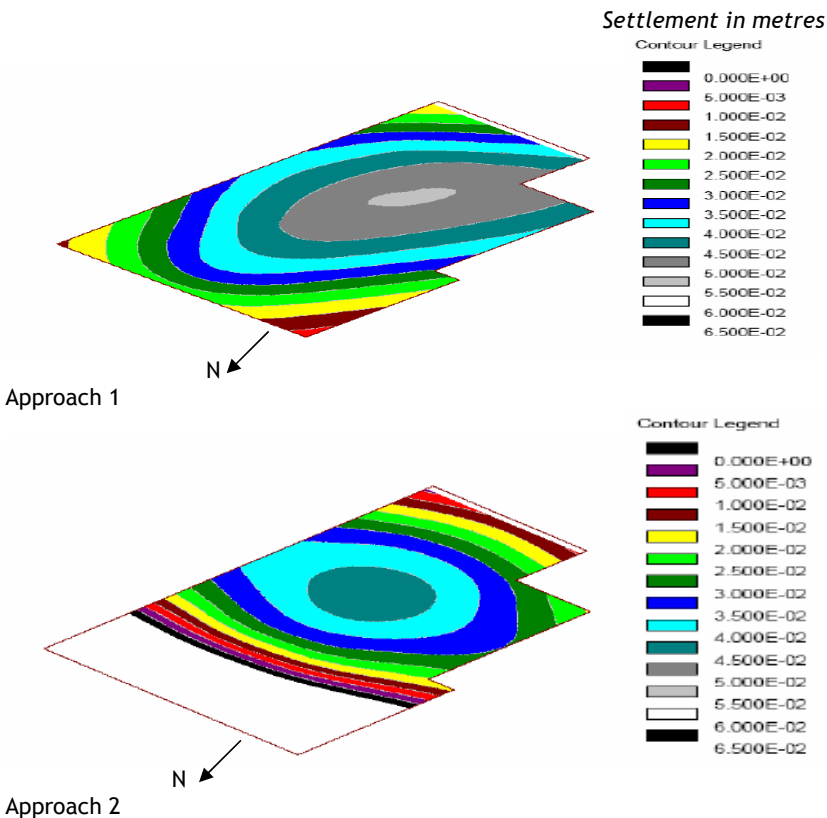 Settlement in metres
Contour Legend
0.000E+00
5.000E-03
1.000E-02
1.500E-02
2.000E-02
2.500E-02
3.000E-02
3.500E-02
4.000E-02
4.500E-02
5.000E-02
5.500E-02
6.000E-02
6.500E-02
N
Approach 1
Contour Legend
0.000E+00
5.000E-03
1.000E-02
1.500E-02
2.000E-02
2.500E-02
3.000E-02
3.500E-02
4.000E-02
4.500E-02
5.000E-02
5.500E-02
6.000E-02
6.500E-02
N
Approach 2